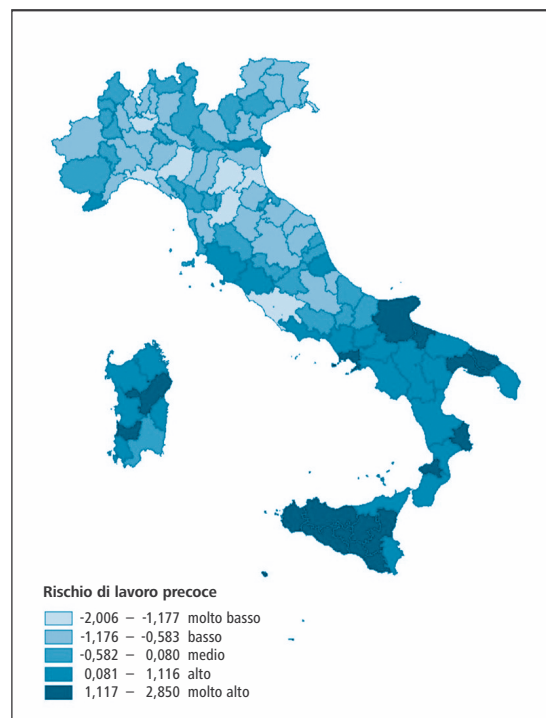 Rischio di lavoro precoce
-2,006 – -1,177 molto basso
-1,176 – -0,583 basso
-0,582 – 0,080 medio
0,081 – 1,116 alto
1,117 – 2,850 molto alto